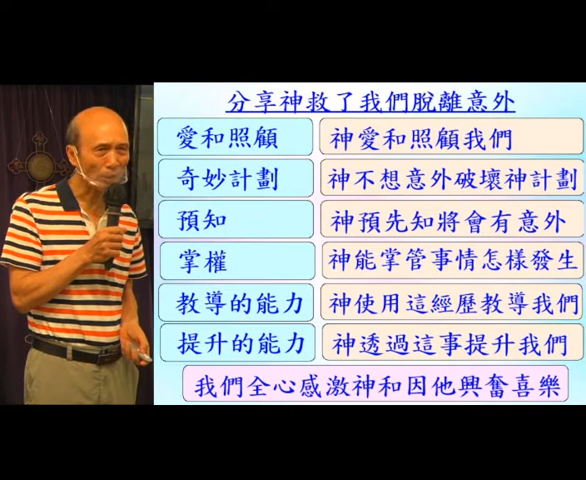 分享神救了我們脫離意外
愛和照顧 神愛和照顧我們
奇妙計劃 神不想意外破壞神計劃
預知 神預先知將會有意外
掌權 神能掌管事情怎樣發生
教導的能力 神使用這經歷教導我們
提升的能力 神透過這事提升我們
我們全心感激神和因他興奮喜樂